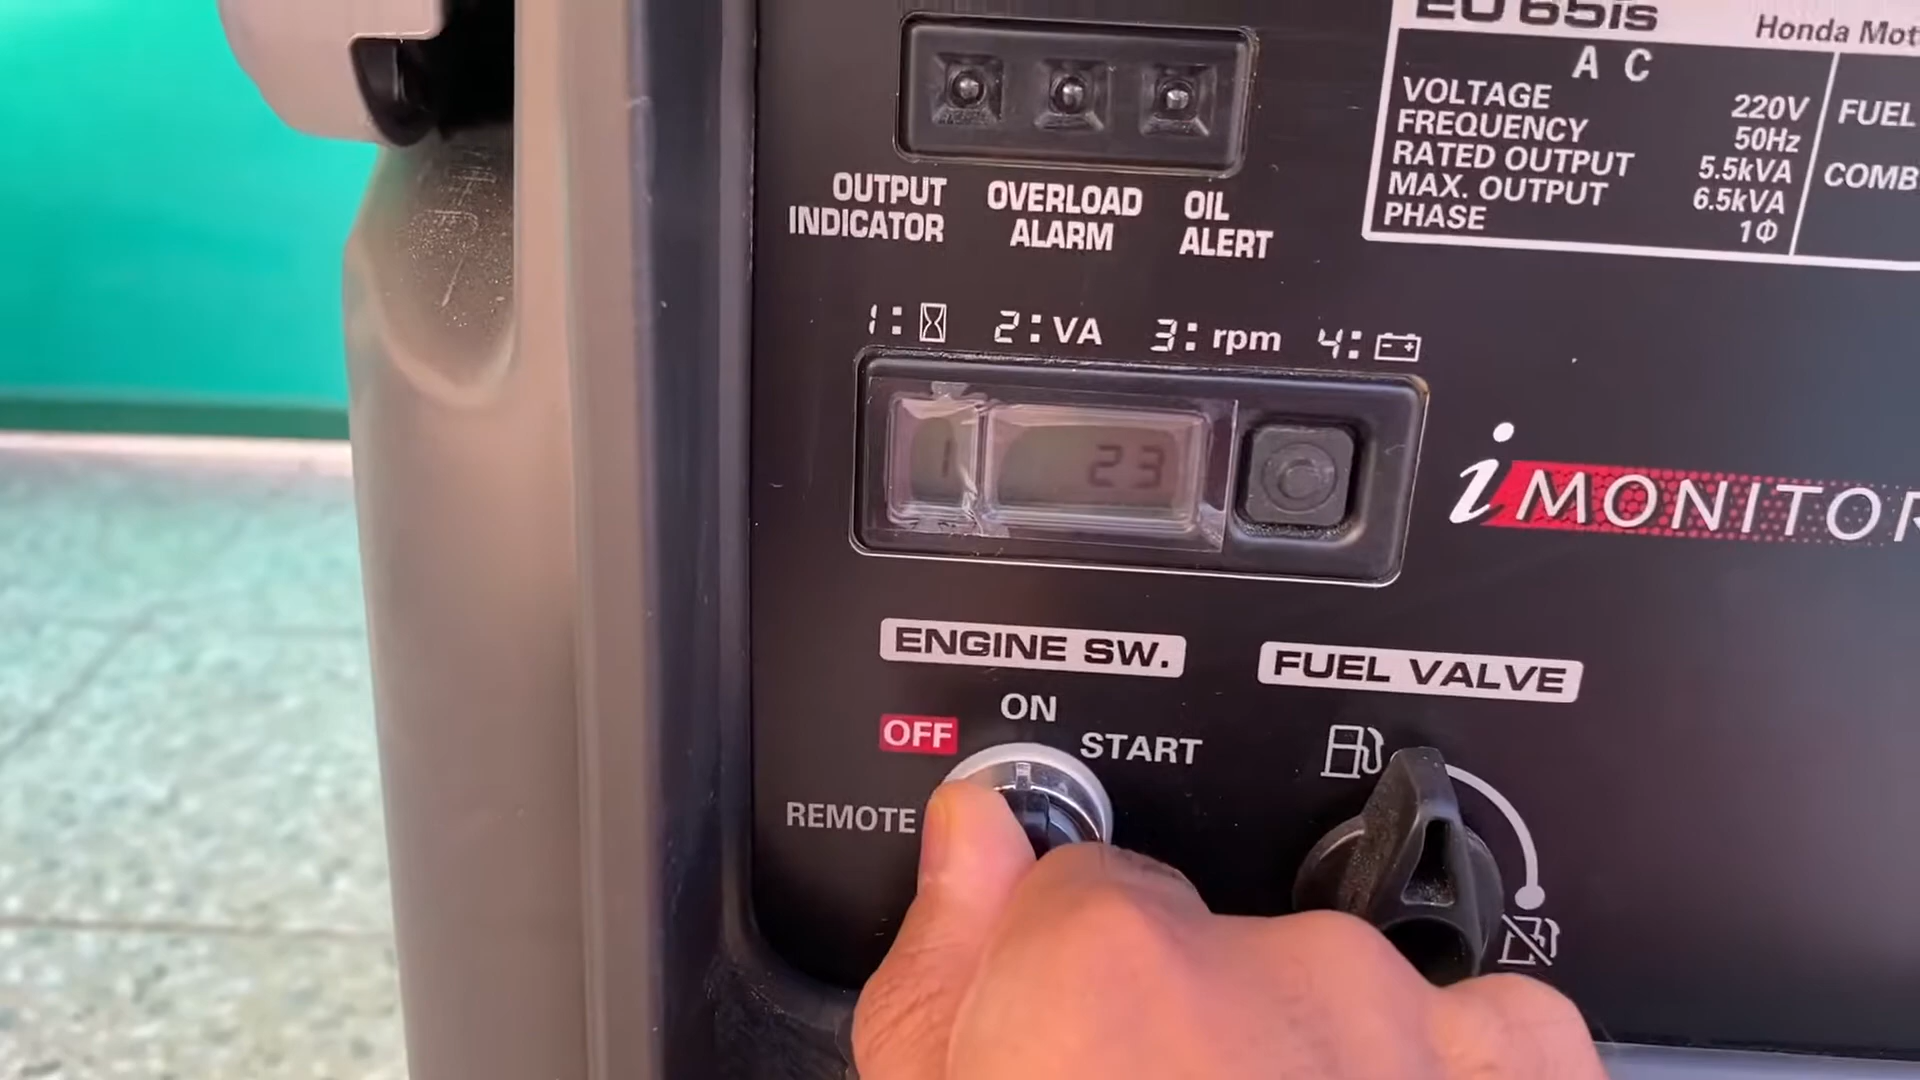 EU65is
Honda Mot
A C
VOLTAGE 220V
FREQUENCY 50Hz
RATED OUTPUT 5.5kVA
MAX. OUTPUT 6.5kVA
PHASE 1Φ
FUEL
COMB
OUTPUT INDICATOR
OVERLOAD ALARM
OIL ALERT
1: 2:VA 3:rpm 4:
1 23
i MONITOR
ENGINE SW.
FUEL VALVE
ON
OFF
START
REMOTE